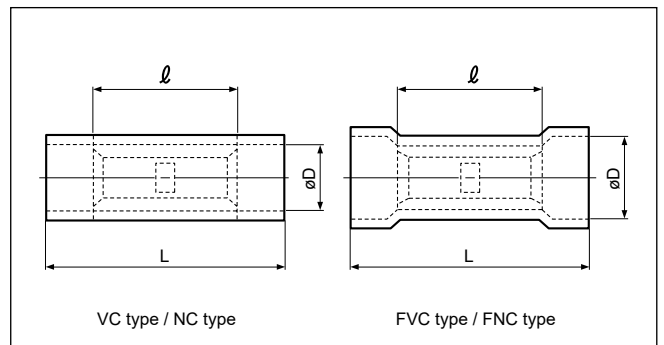 ℓ
øD
L
VC type / NC type
ℓ
øD
L
FVC type / FNC type